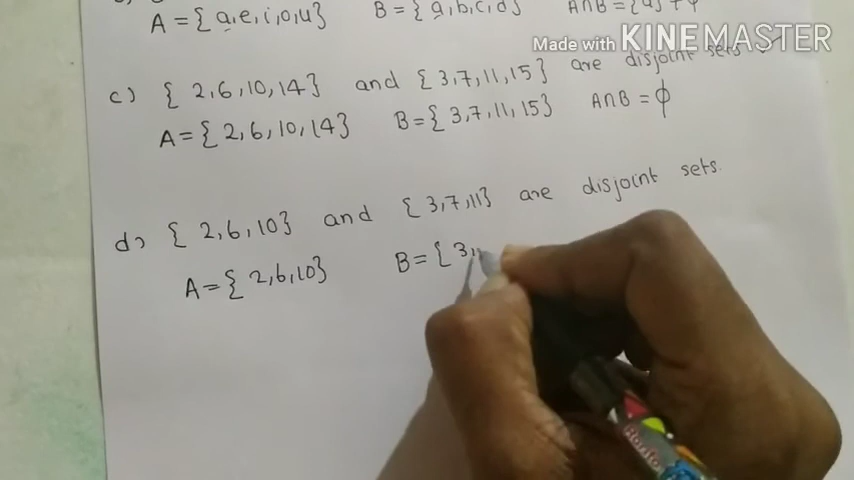 A = { a, e, i, o, u } B = { a, b, c, d } A∩B = {a} ≠ ϕ
Made with KINEMASTER
c) { 2, 6, 10, 14 } and { 3, 7, 11, 15 } are disjoint sets ✓
A = { 2, 6, 10, 14 } B = { 3, 7, 11, 15 } A∩B = ϕ
d) { 2, 6, 10 } and { 3, 7, 11 } are disjoint sets.
A = { 2, 6, 10 } B = { 3,